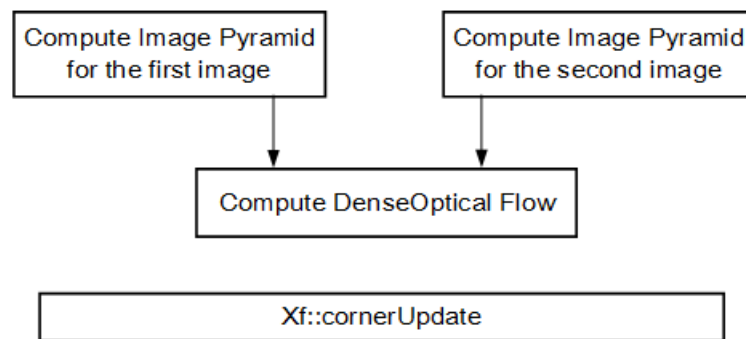 Compute Image Pyramid
for the first image
Compute Image Pyramid
for the second image
Compute DenseOptical Flow
Xf::cornerUpdate